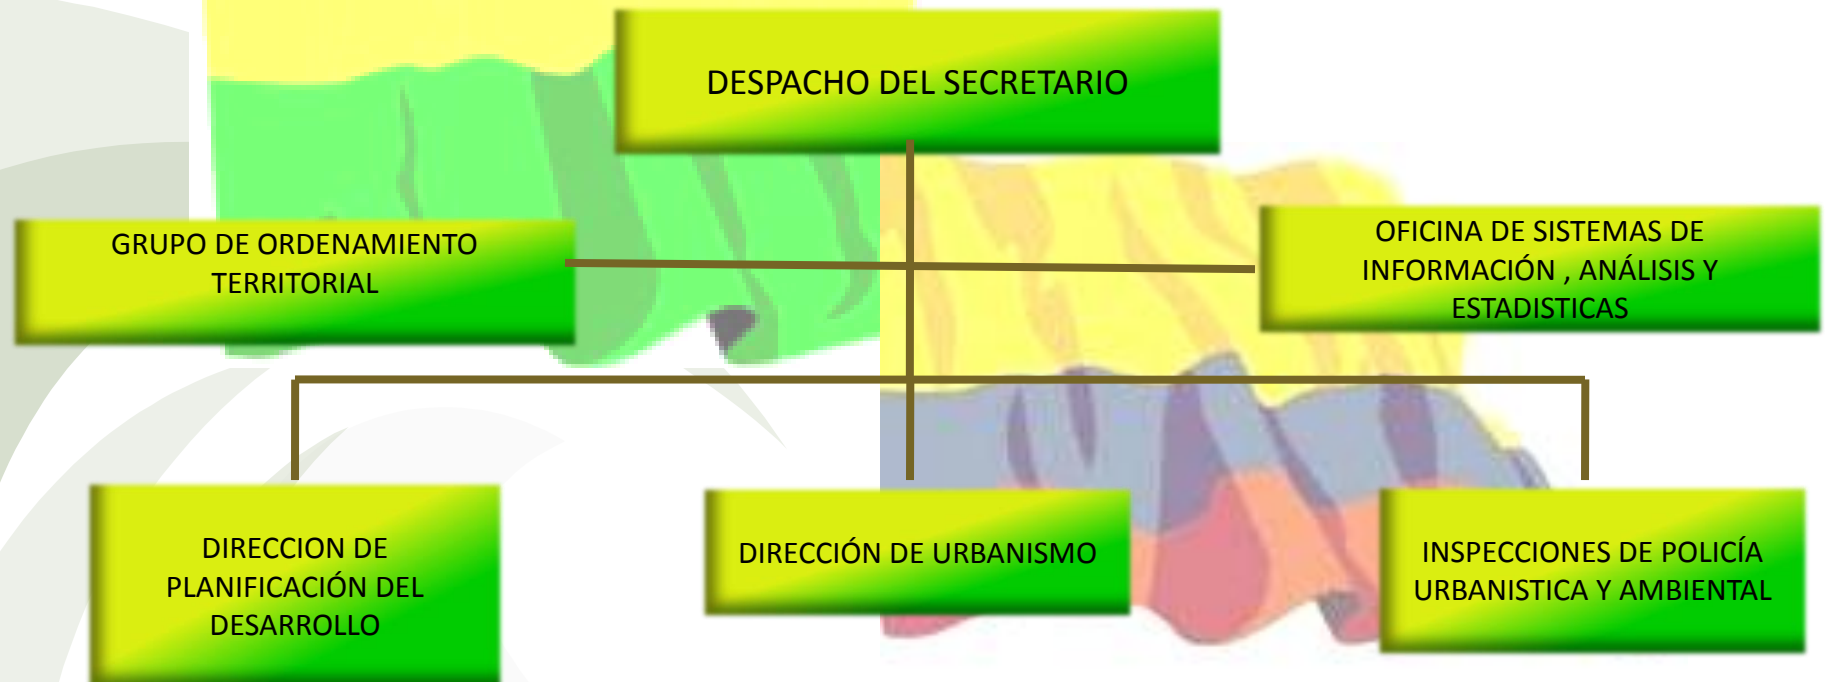 DESPACHO DEL SECRETARIO
GRUPO DE ORDENAMIENTO
TERRITORIAL
OFICINA DE SISTEMAS DE
INFORMACIÓN , ANÁLISIS Y
ESTADISTICAS
DIRECCION DE
PLANIFICACIÓN DEL
DESARROLLO
DIRECCIÓN DE URBANISMO
INSPECCIONES DE POLICÍA
URBANISTICA Y AMBIENTAL